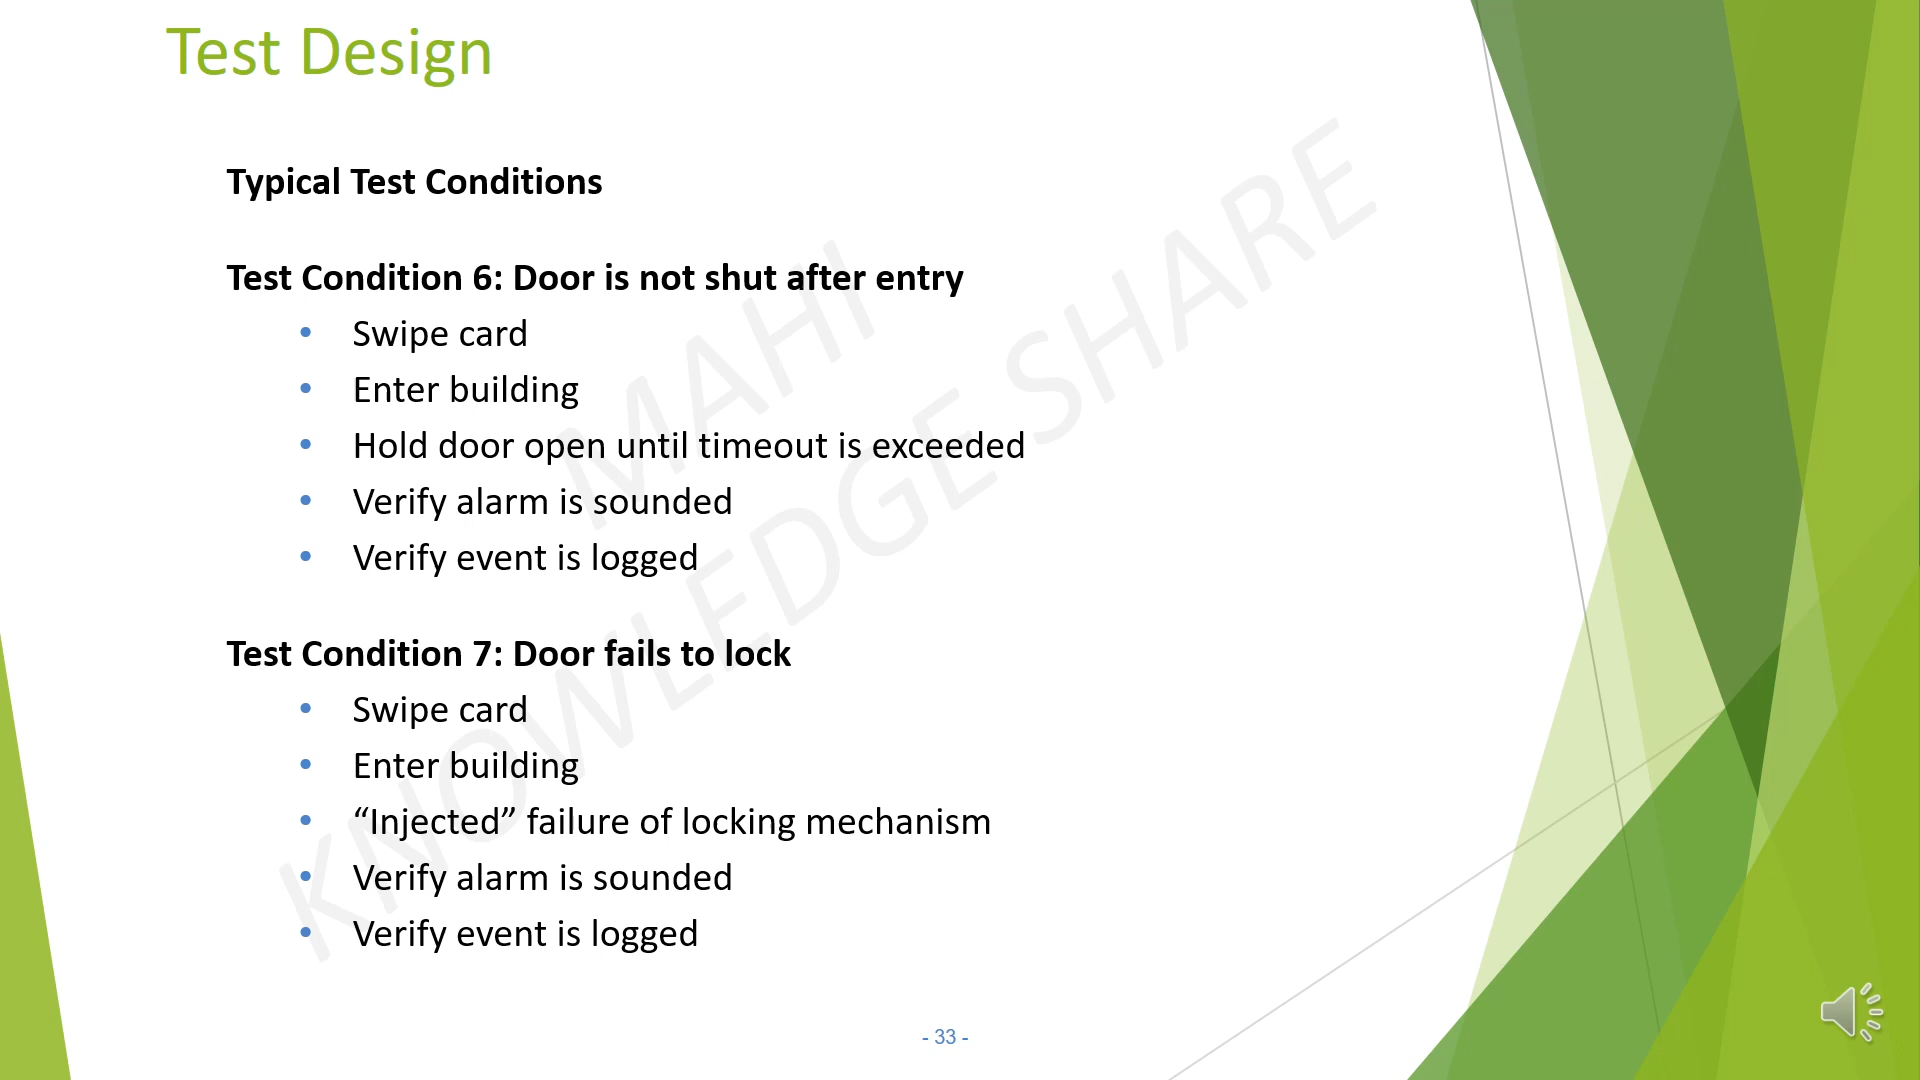 Test Design
Typical Test Conditions
Test Condition 6: Door is not shut after entry
• Swipe card
• Enter building
• Hold door open until timeout is exceeded
• Verify alarm is sounded
• Verify event is logged
Test Condition 7: Door fails to lock
• Swipe card
• Enter building
• “Injected” failure of locking mechanism
• Verify alarm is sounded
• Verify event is logged
MAHI
KNOWLEDGE SHARE
- 33 -